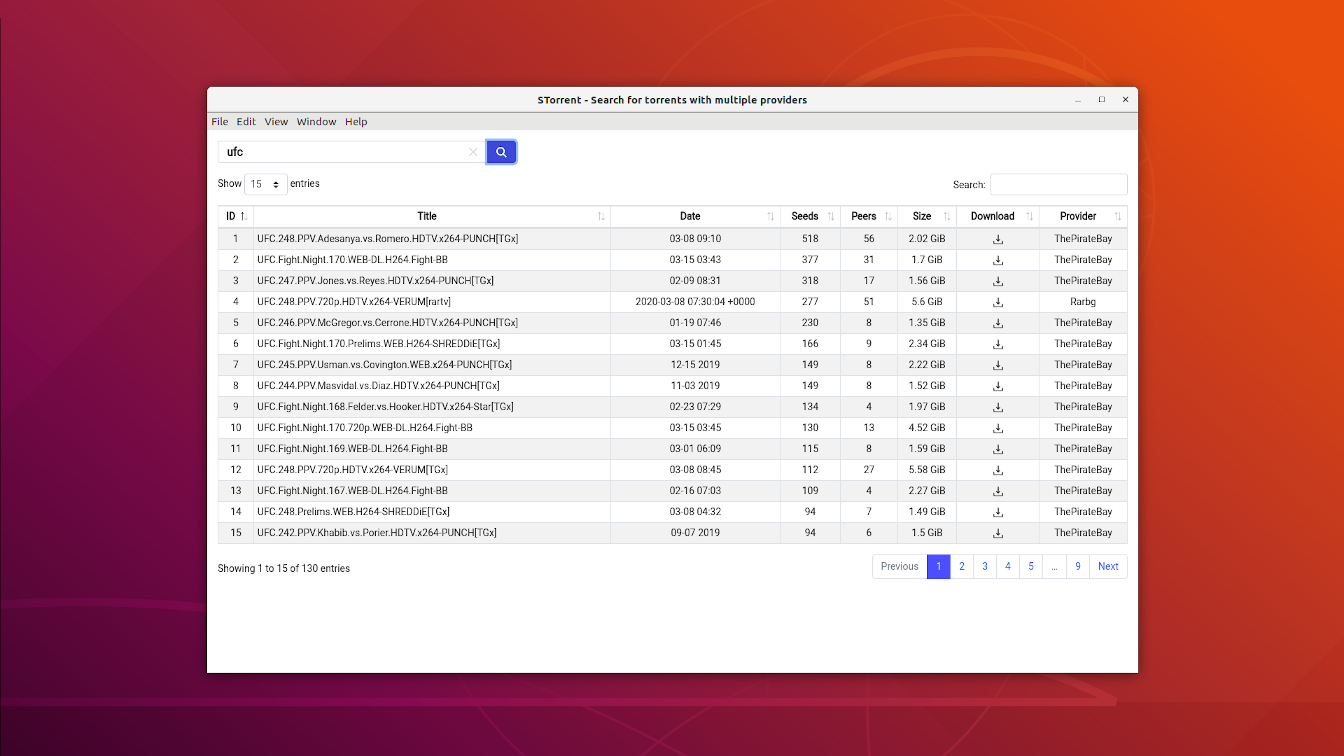 STorrent - Search for torrents with multiple providers
File Edit View Window Help
ufc
Show 15 entries
Search:
ID Title Date Seeds Peers Size Download Provider
1 UFC.248.PPV.Adesanya.vs.Romero.HDTV.x264-PUNCH[TGx] 03-08 09:10 518 56 2.02 GiB ThePirateBay
2 UFC.Fight.Night.170.WEB-DL.H264.Fight-BB 03-15 03:43 377 31 1.7 GiB ThePirateBay
3 UFC.247.PPV.Jones.vs.Reyes.HDTV.x264-PUNCH[TGx] 02-09 08:31 318 17 1.56 GiB ThePirateBay
4 UFC.248.PPV.720p.HDTV.x264-VERUM[rartv] 2020-03-08 07:30:04 +0000 277 51 5.6 GiB Rarbg
5 UFC.246.PPV.McGregor.vs.Cerrone.HDTV.x264-PUNCH[TGx] 01-19 07:46 230 8 1.35 GiB ThePirateBay
6 UFC.Fight.Night.170.Prelims.WEB.H264-SHREDDiE[TGx] 03-15 01:45 166 9 2.34 GiB ThePirateBay
7 UFC.245.PPV.Usman.vs.Covington.WEB.x264-PUNCH[TGx] 12-15 2019 149 8 2.22 GiB ThePirateBay
8 UFC.244.PPV.Masvidal.vs.Diaz.HDTV.x264-PUNCH[TGx] 11-03 2019 149 8 1.52 GiB ThePirateBay
9 UFC.Fight.Night.168.Felder.vs.Hooker.HDTV.x264-Star[TGx] 02-23 07:29 134 4 1.97 GiB ThePirateBay
10 UFC.Fight.Night.170.720p.WEB-DL.H264.Fight-BB 03-15 03:45 130 13 4.52 GiB ThePirateBay
11 UFC.Fight.Night.169.WEB-DL.H264.Fight-BB 03-01 06:09 115 8 1.59 GiB ThePirateBay
12 UFC.248.PPV.720p.HDTV.x264-VERUM[TGx] 03-08 08:45 112 27 5.58 GiB ThePirateBay
13 UFC.Fight.Night.167.WEB-DL.H264.Fight-BB 02-16 07:03 109 4 2.27 GiB ThePirateBay
14 UFC.248.Prelims.WEB.H264-SHREDDiE[TGx] 03-08 04:32 94 7 1.49 GiB ThePirateBay
15 UFC.242.PPV.Khabib.vs.Porier.HDTV.x264-PUNCH[TGx] 09-07 2019 94 6 1.5 GiB ThePirateBay
Showing 1 to 15 of 130 entries
Previous 1 2 3 4 5 … 9 Next